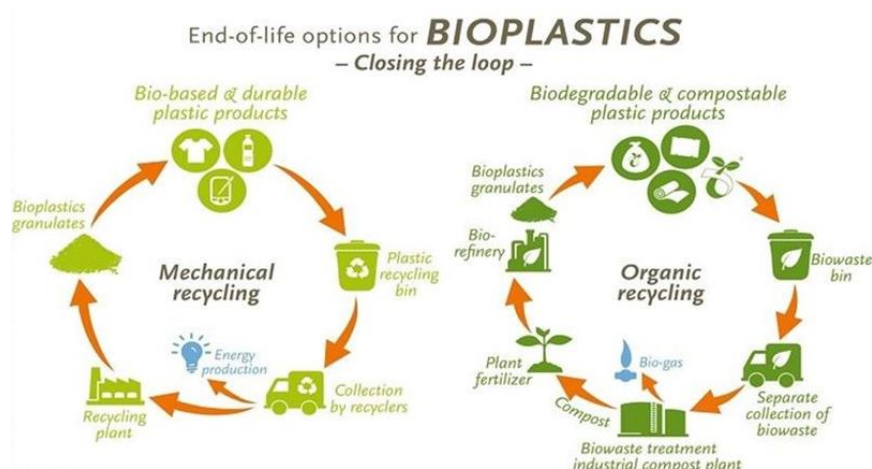 End-of-life options for BIOPLASTICS
– Closing the loop –
Bio-based & durable
plastic products
Bioplastics
granulates
Mechanical
recycling
Plastic
recycling
bin
Energy
production
Recycling
plant
Collection
by recyclers
Biodegradable & compostable
plastic products
Bioplastics
granulates
Bio-
refinery
Organic
recycling
Biowaste
bin
Plant
fertilizer
Bio-gas
Compost
Separate
collection of
biowaste
Biowaste treatment
industrial compost plant